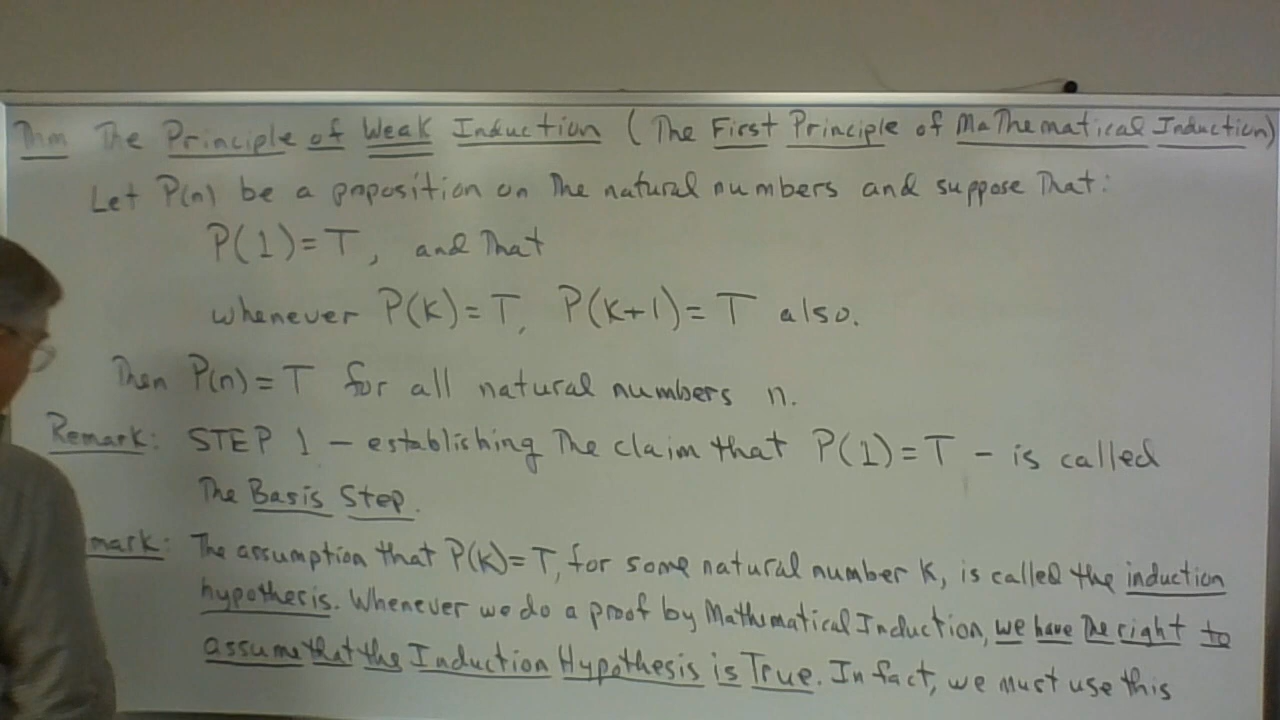 Thm The Principle of Weak Induction (The First Principle of Mathematical Induction)
Let P(n) be a proposition on the natural numbers and suppose that:
P(1)=T, and that
whenever P(K)=T, P(K+1)=T also.
Then P(n)=T for all natural numbers n.
Remark: STEP 1 – establishing the claim that P(1)=T – is called
the Basis Step.
mark: The assumption that P(K)=T, for some natural number K, is called the induction
hypothesis. Whenever we do a proof by Mathematical Induction, we have the right to
assume that the Induction Hypothesis is True. In fact, we must use this